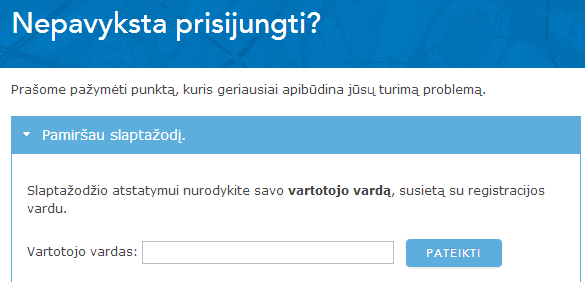 Nepavyksta prisijungti?
Prašome pažymėti punktą, kuris geriausiai apibūdina jūsų turimą problemą.
Pamiršau slaptažodį.
Slaptažodžio atstatymui nurodykite savo vartotojo vardą, susietą su registracijos
vardu.
Vartotojo vardas: PATEIKTI